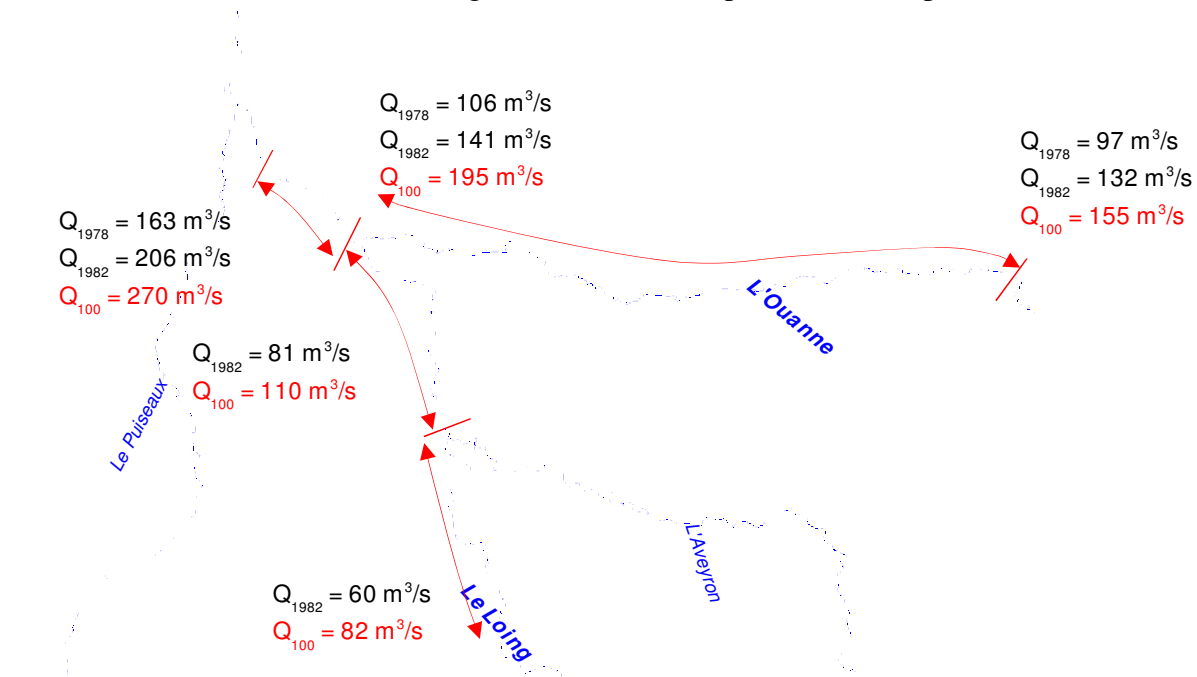 Q1978 = 106 m³/s
Q1982 = 141 m³/s
Q100 = 195 m³/s
Q1978 = 97 m³/s
Q1982 = 132 m³/s
Q100 = 155 m³/s
Q1978 = 163 m³/s
Q1982 = 206 m³/s
Q100 = 270 m³/s
L'Ouanne
Q1982 = 81 m³/s
Q100 = 110 m³/s
Le Puiseaux
L'Aveyron
Q1982 = 60 m³/s
Q100 = 82 m³/s
Le Loing